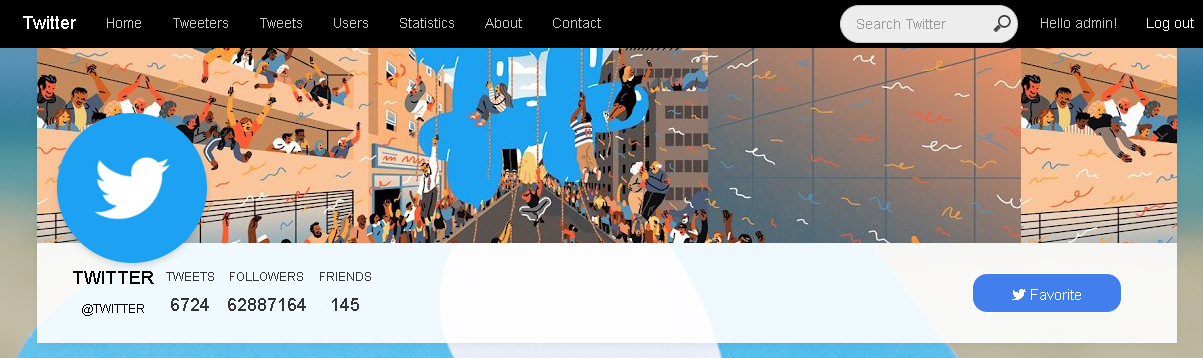 Twitter Home Tweeters Tweets Users Statistics About Contact Search Twitter Hello admin! Log out
TWITTER TWEETS FOLLOWERS FRIENDS
@TWITTER 6724 62887164 145
Favorite